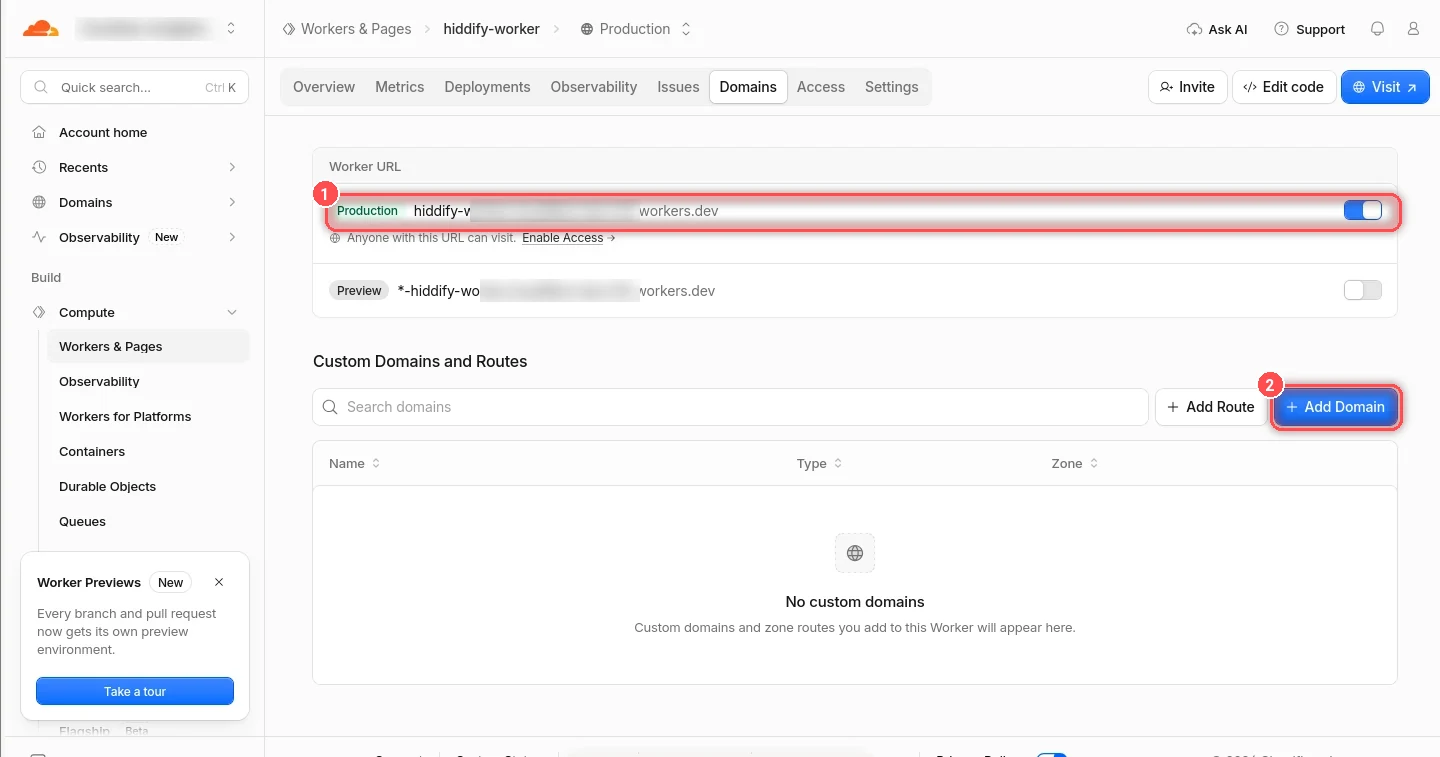 Workers & Pages
hiddify-worker
Production
Ask AI
Support
Quick search...
Ctrl K
Overview
Metrics
Deployments
Observability
Issues
Domains
Access
Settings
Invite
Edit code
Visit
Account home
Recents
Domains
Observability New
Build
Compute
Workers & Pages
Observability
Workers for Platforms
Containers
Durable Objects
Queues
Worker Previews New
Every branch and pull request
now gets its own preview
environment.
Take a tour
Flagship Beta
Worker URL
1
Production hiddify-w workers.dev
Anyone with this URL can visit. Enable Access
Preview *-hiddify-wo workers.dev
Custom Domains and Routes
Search domains
Add Route
2
Add Domain
Name
Type
Zone
No custom domains
Custom domains and zone routes you add to this Worker will appear here.